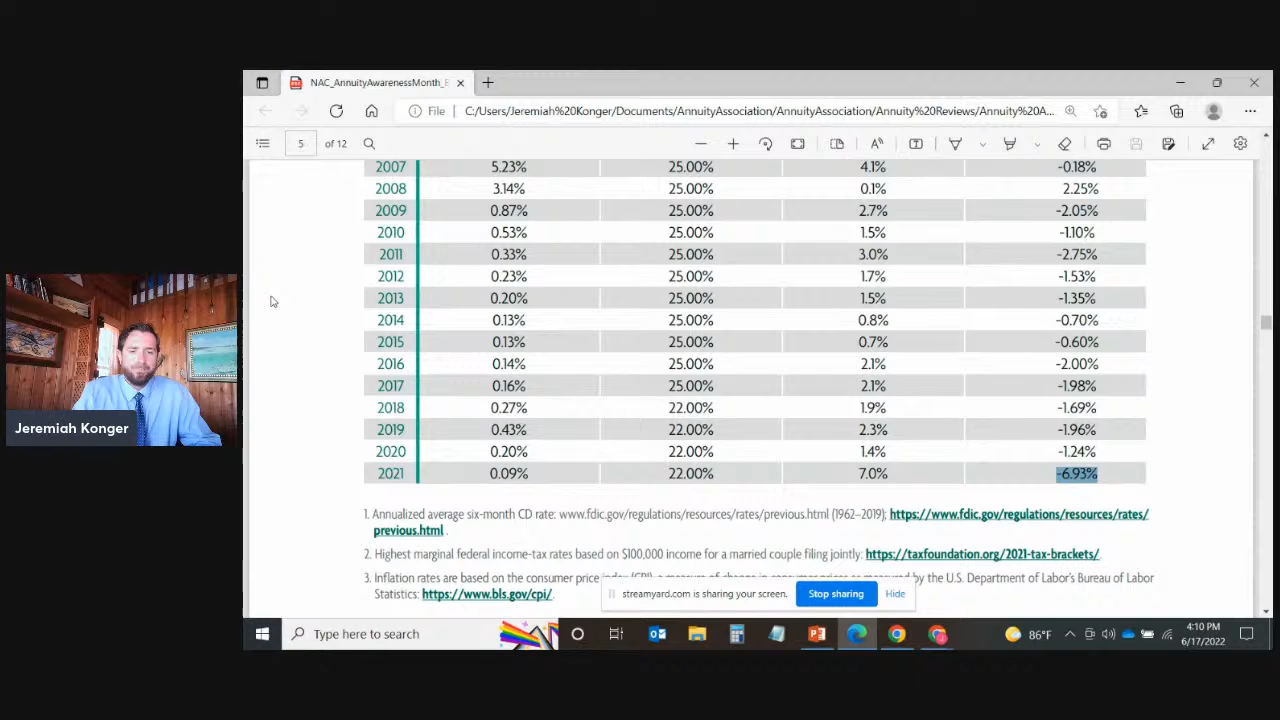 NAC_AnnuityAwarenessMonth_E
File C:/Users/Jeremiah%20Konger/Documents/AnnuityAssociation/AnnuityAssociation/Annuity%20Reviews/Annuity%20A...
5 of 12
2007 5.23% 25.00% 4.1% -0.18%
2008 3.14% 25.00% 0.1% 2.25%
2009 0.87% 25.00% 2.7% -2.05%
2010 0.53% 25.00% 1.5% -1.10%
2011 0.33% 25.00% 3.0% -2.75%
2012 0.23% 25.00% 1.7% -1.53%
2013 0.20% 25.00% 1.5% -1.35%
2014 0.13% 25.00% 0.8% -0.70%
2015 0.13% 25.00% 0.7% -0.60%
2016 0.14% 25.00% 2.1% -2.00%
2017 0.16% 25.00% 2.1% -1.98%
2018 0.27% 22.00% 1.9% -1.69%
2019 0.43% 22.00% 2.3% -1.96%
2020 0.20% 22.00% 1.4% -1.24%
2021 0.09% 22.00% 7.0% -6.93%
1. Annualized average six-month CD rate: www.fdic.gov/regulations/resources/rates/previous.html (1962–2019); https://www.fdic.gov/regulations/resources/rates/
previous.html .
2. Highest marginal federal income-tax rates based on $100,000 income for a married couple filing jointly: https://taxfoundation.org/2021-tax-brackets/.
3. Inflation rates are based on the consumer price index (CPI), a measure of change in consumer prices as measured by the U.S. Department of Labor's Bureau of Labor
Statistics: https://www.bls.gov/cpi/.
streamyard.com is sharing your screen. Stop sharing Hide
Jeremiah Konger
Type here to search
86°F
4:10 PM
6/17/2022